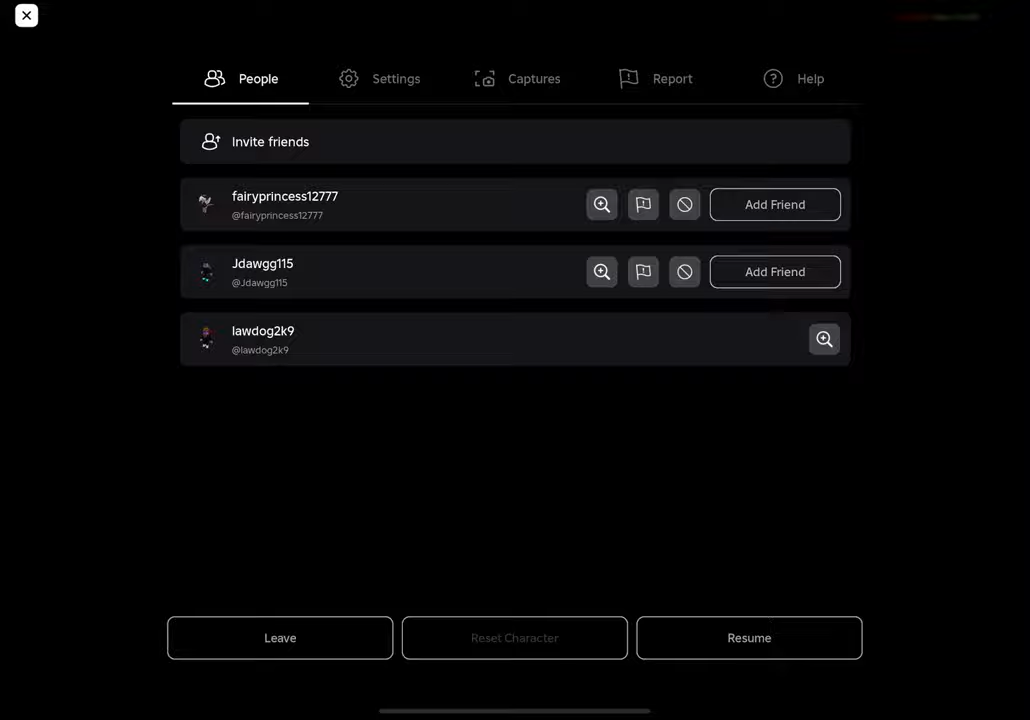 People
Settings
Captures
Report
Help
Invite friends
fairyprincess12777
@fairyprincess12777
Add Friend
Jdawgg115
@Jdawgg115
Add Friend
lawdog2k9
@lawdog2k9
Leave
Reset Character
Resume